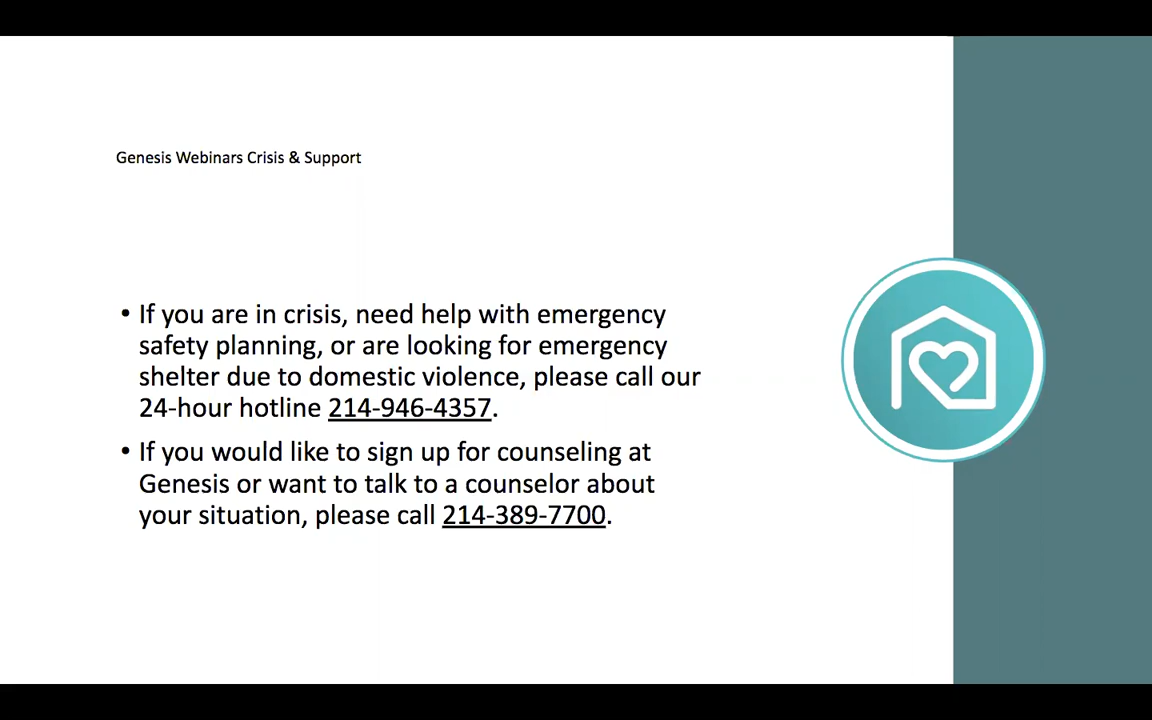 Genesis Webinars Crisis & Support
• If you are in crisis, need help with emergency
safety planning, or are looking for emergency
shelter due to domestic violence, please call our
24-hour hotline 214-946-4357.
• If you would like to sign up for counseling at
Genesis or want to talk to a counselor about
your situation, please call 214-389-7700.